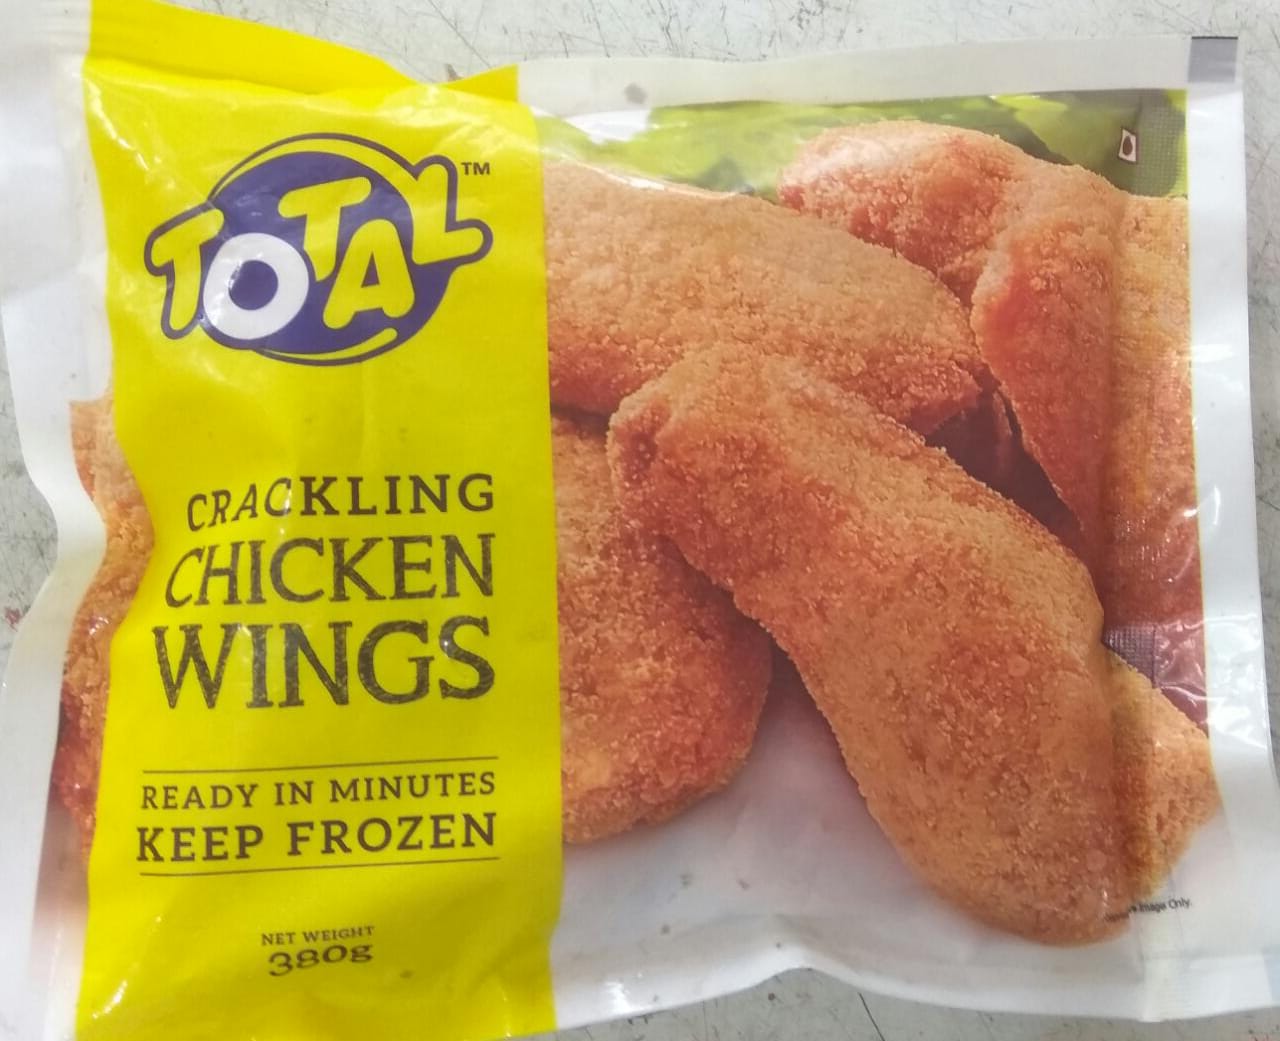 TOTAL™
CRACKLING
CHICKEN
WINGS
READY IN MINUTES
KEEP FROZEN
NET WEIGHT
380g
Image Only.